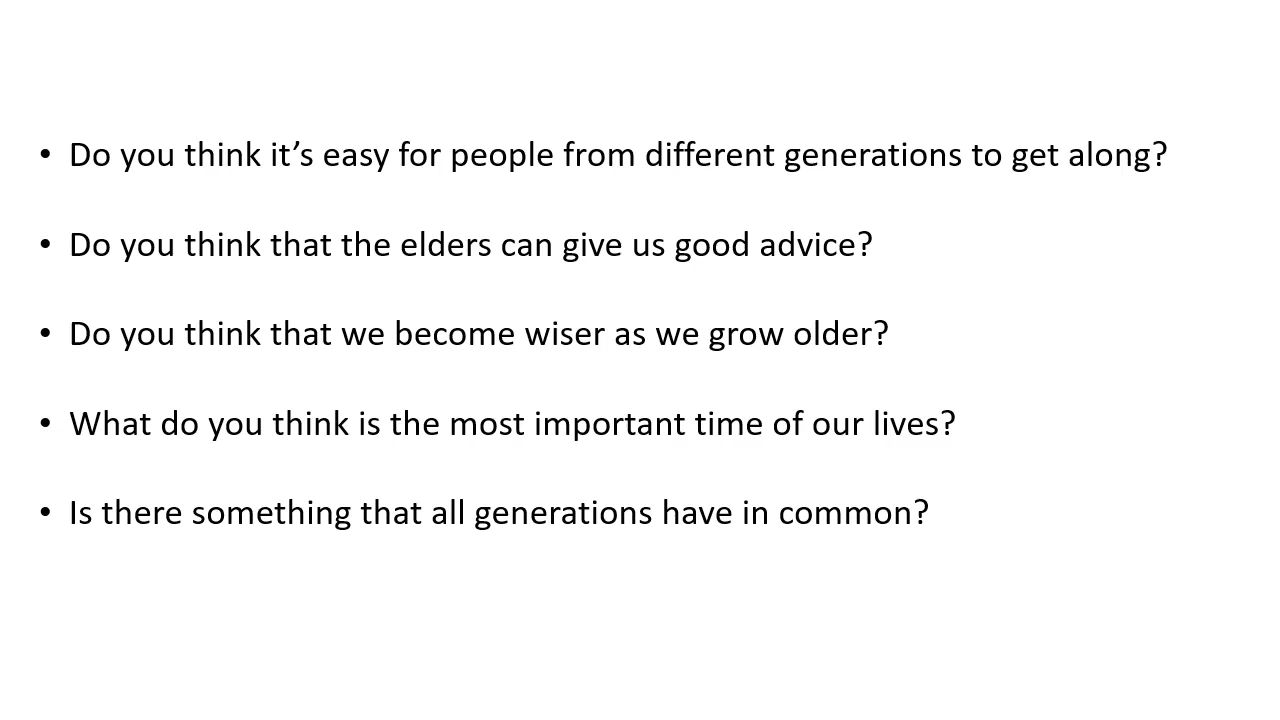 • Do you think it’s easy for people from different generations to get along?
• Do you think that the elders can give us good advice?
• Do you think that we become wiser as we grow older?
• What do you think is the most important time of our lives?
• Is there something that all generations have in common?